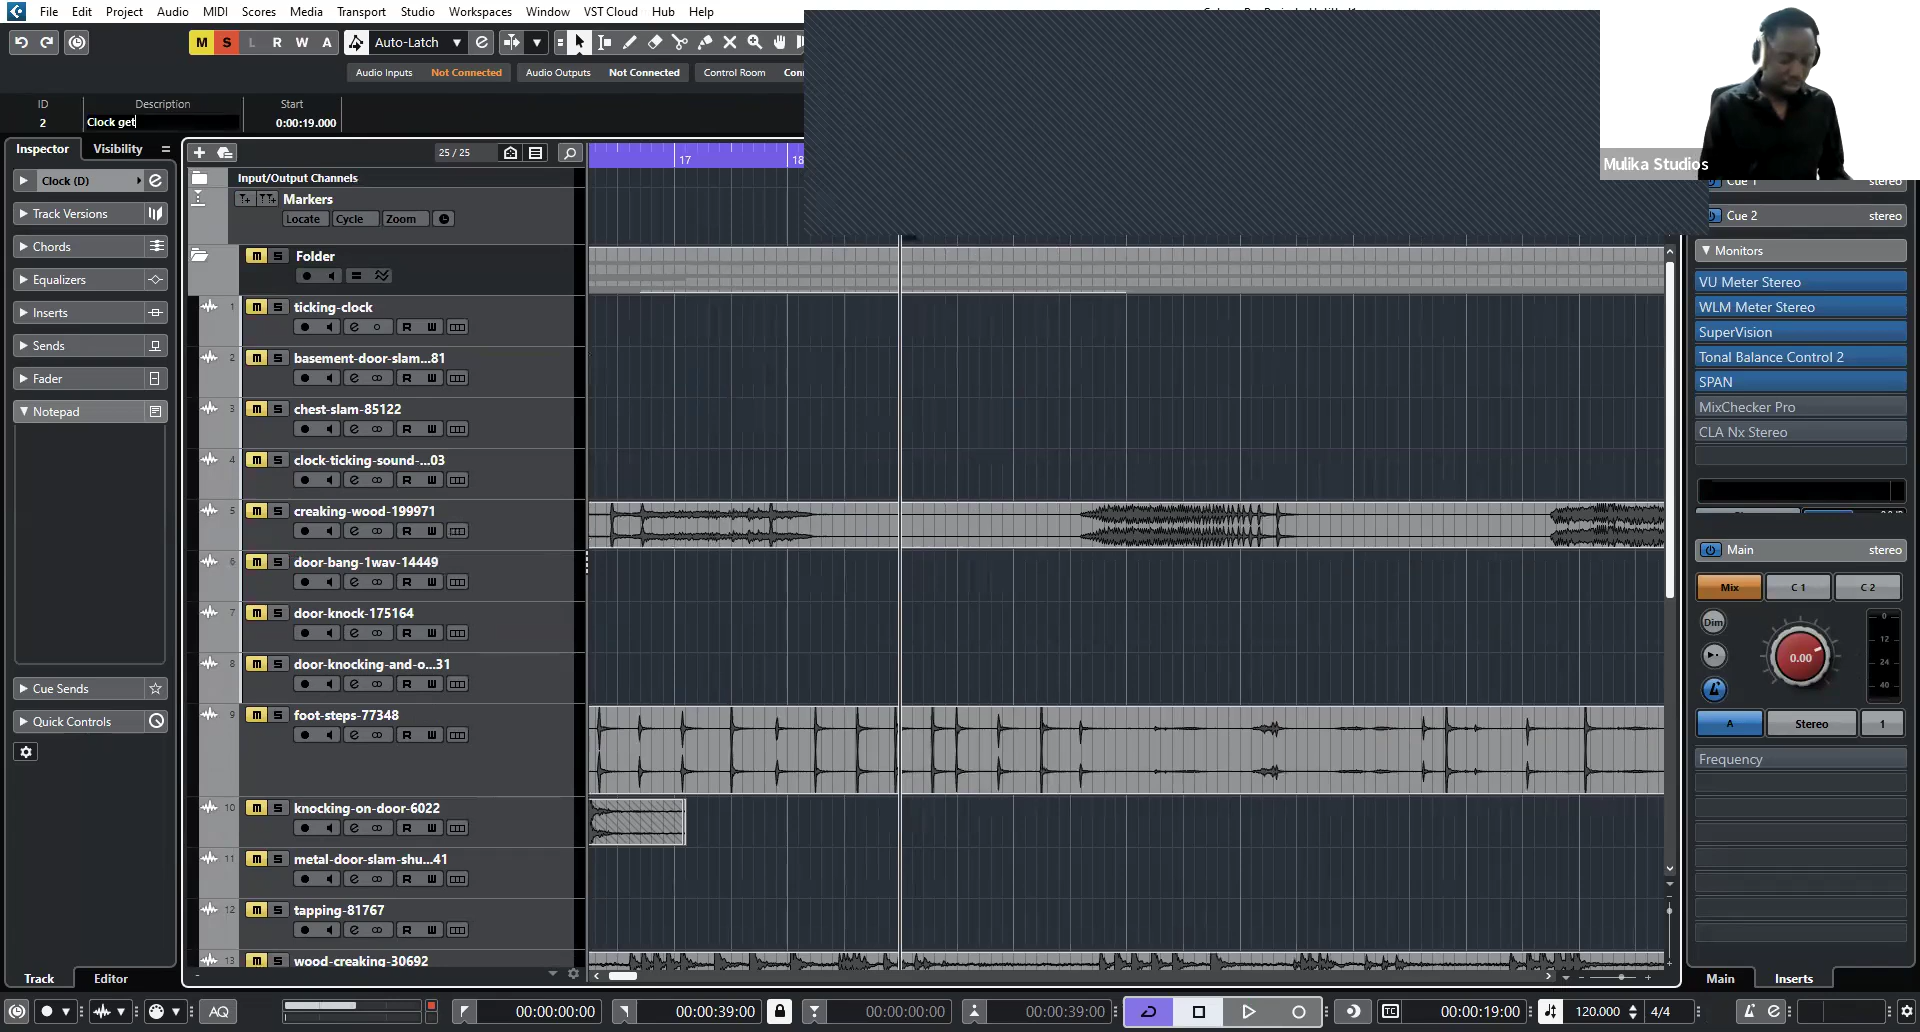 File Edit Project Audio MIDI Scores Media Transport Studio Workspaces Window VST Cloud Hub Help
M S L R W A Auto-Latch
Audio Inputs Not Connected Audio Outputs Not Connected Control Room
ID Description Start
2 Clock get 0:00:19.000
Mulika Studios
Inspector Visibility
25 / 25
17 18
Clock (D)
Track Versions
Chords
Equalizers
Inserts
Sends
Fader
Notepad
Cue Sends
Quick Controls
Track Editor
Input/Output Channels
Markers
Locate Cycle Zoom
m S Folder
1 m S ticking-clock
R W
2 m S basement-door-slam...81
R W
3 m S chest-slam-85122
R W
4 m S clock-ticking-sound-...03
R W
5 m S creaking-wood-199971
R W
6 m S door-bang-1wav-14449
R W
7 m S door-knock-175164
R W
8 m S door-knocking-and-o...31
R W
9 m S foot-steps-77348
R W
10 m S knocking-on-door-6022
R W
11 m S metal-door-slam-shu...41
R W
12 m S tapping-81767
R W
13 m S wood-creaking-30692
Cue 1 stereo
Cue 2 stereo
Monitors
VU Meter Stereo
WLM Meter Stereo
SuperVision
Tonal Balance Control 2
SPAN
MixChecker Pro
CLA Nx Stereo
Main stereo
Mix C 1 C 2
Dim
0.00
0
12
24
40
A Stereo 1
Frequency
Main Inserts
AQ 00:00:00:00 00:00:39:00 00:00:00:00 00:00:39:00 TC 00:00:19:00 120.000 4/4